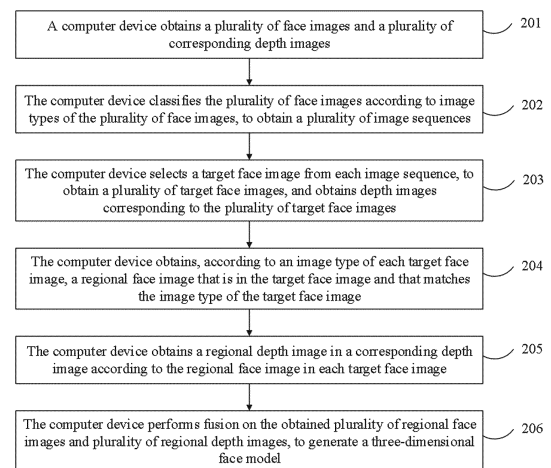 A computer device obtains a plurality of face images and a plurality of
corresponding depth images
201
The computer device classifies the plurality of face images according to image
types of the plurality of face images, to obtain a plurality of image sequences
202
The computer device selects a target face image from each image sequence, to
obtain a plurality of target face images, and obtains depth images
corresponding to the plurality of target face images
203
The computer device obtains, according to an image type of each target face
image, a regional face image that is in the target face image and that matches
the image type of the target face image
204
The computer device obtains a regional depth image in a corresponding depth
image according to the regional face image in each target face image
205
The computer device performs fusion on the obtained plurality of regional face
images and plurality of regional depth images, to generate a three-dimensional
face model
206